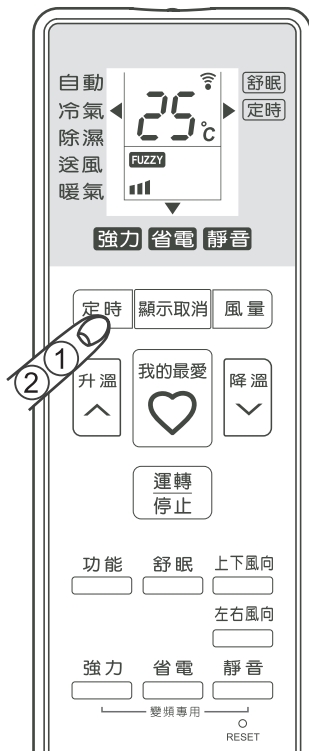 自動
冷氣
除濕
送風
暖氣
25℃
FUZZY
舒眠
定時
強力 省電 靜音
定時 顯示取消 風量
① ②
升溫 我的最愛 降溫
運轉
停止
功能 舒眠 上下風向
左右風向
強力 省電 靜音
變頻專用
RESET